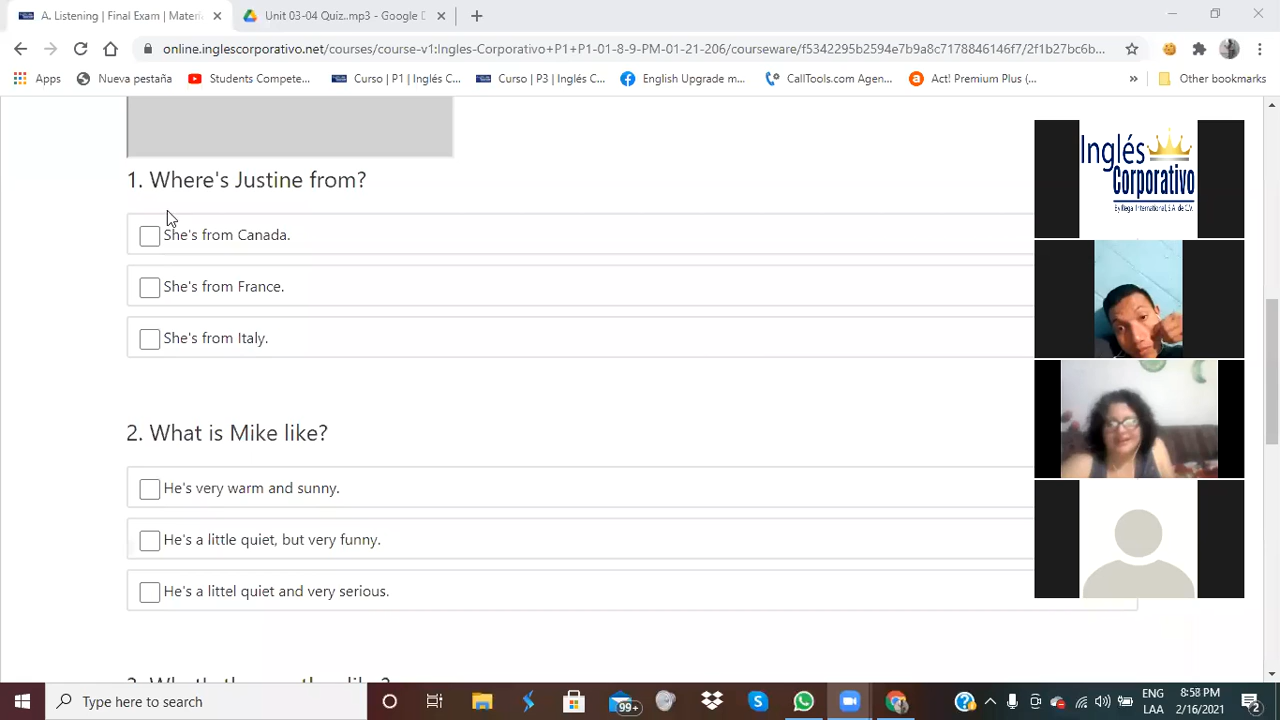 A. Listening | Final Exam | Materi
Unit 03-04 Quiz..mp3 - Google D
online.inglescorporativo.net/courses/course-v1:Ingles-Corporativo+P1+P1-01-8-9-PM-01-21-206/courseware/f5342295b2594e7b9a8c7178846146f7/2f1b27bc6b...
Apps
Nueva pestaña
Students Compete...
Curso | P1 | Inglés C...
Curso | P3 | Inglés C...
English Upgrade m...
CallTools.com Agen...
Act! Premium Plus (...
»
Other bookmarks
1. Where's Justine from?
She's from Canada.
She's from France.
She's from Italy.
2. What is Mike like?
He's very warm and sunny.
He's a little quiet, but very funny.
He's a littel quiet and very serious.
Inglés
Corporativo
Type here to search
99+
ENG
LAA
8:58 PM
2/16/2021
2